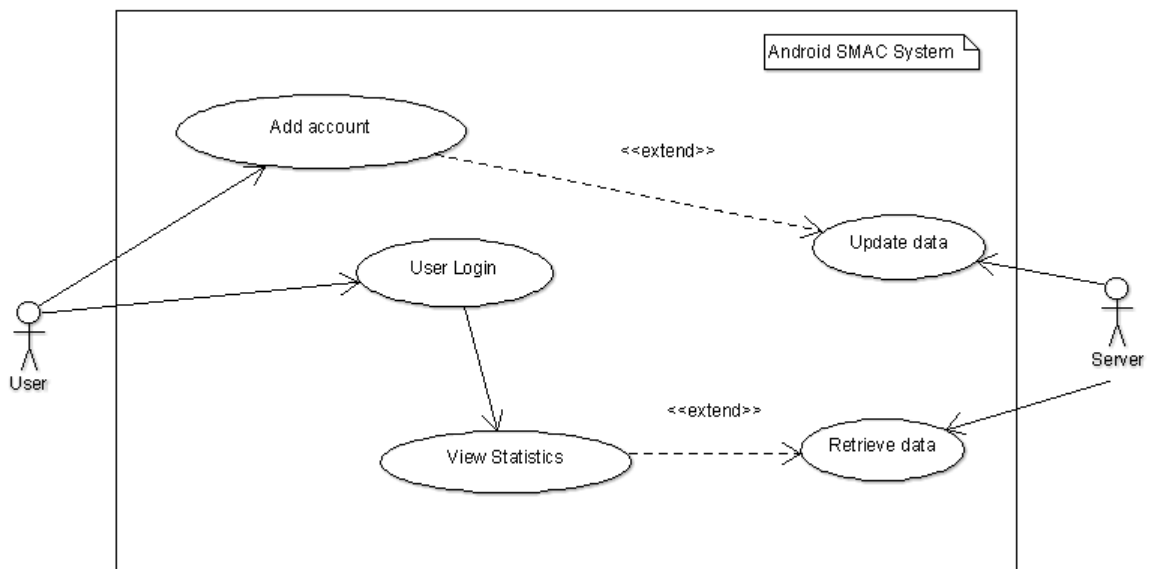 Android SMAC System
Add account
<<extend>>
Update data
User Login
User
Server
<<extend>>
View Statistics
Retrieve data